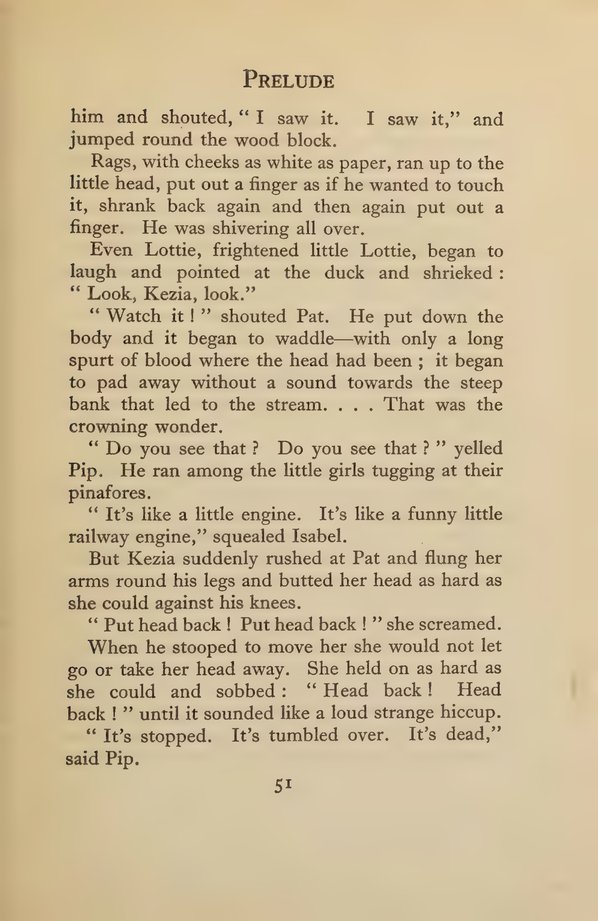 PRELUDE
him and shouted, “ I saw it. I saw it,” and
jumped round the wood block.
Rags, with cheeks as white as paper, ran up to the
little head, put out a finger as if he wanted to touch
it, shrank back again and then again put out a
finger. He was shivering all over.
Even Lottie, frightened little Lottie, began to
laugh and pointed at the duck and shrieked :
“ Look, Kezia, look.”
“ Watch it ! ” shouted Pat. He put down the
body and it began to waddle—with only a long
spurt of blood where the head had been ; it began
to pad away without a sound towards the steep
bank that led to the stream. . . . That was the
crowning wonder.
“ Do you see that ? Do you see that ? ” yelled
Pip. He ran among the little girls tugging at their
pinafores.
“ It’s like a little engine. It’s like a funny little
railway engine,” squealed Isabel.
But Kezia suddenly rushed at Pat and flung her
arms round his legs and butted her head as hard as
she could against his knees.
“ Put head back ! Put head back ! ” she screamed.
When he stooped to move her she would not let
go or take her head away. She held on as hard as
she could and sobbed : “ Head back ! Head
back ! ” until it sounded like a loud strange hiccup.
“ It’s stopped. It’s tumbled over. It’s dead,”
said Pip.
51